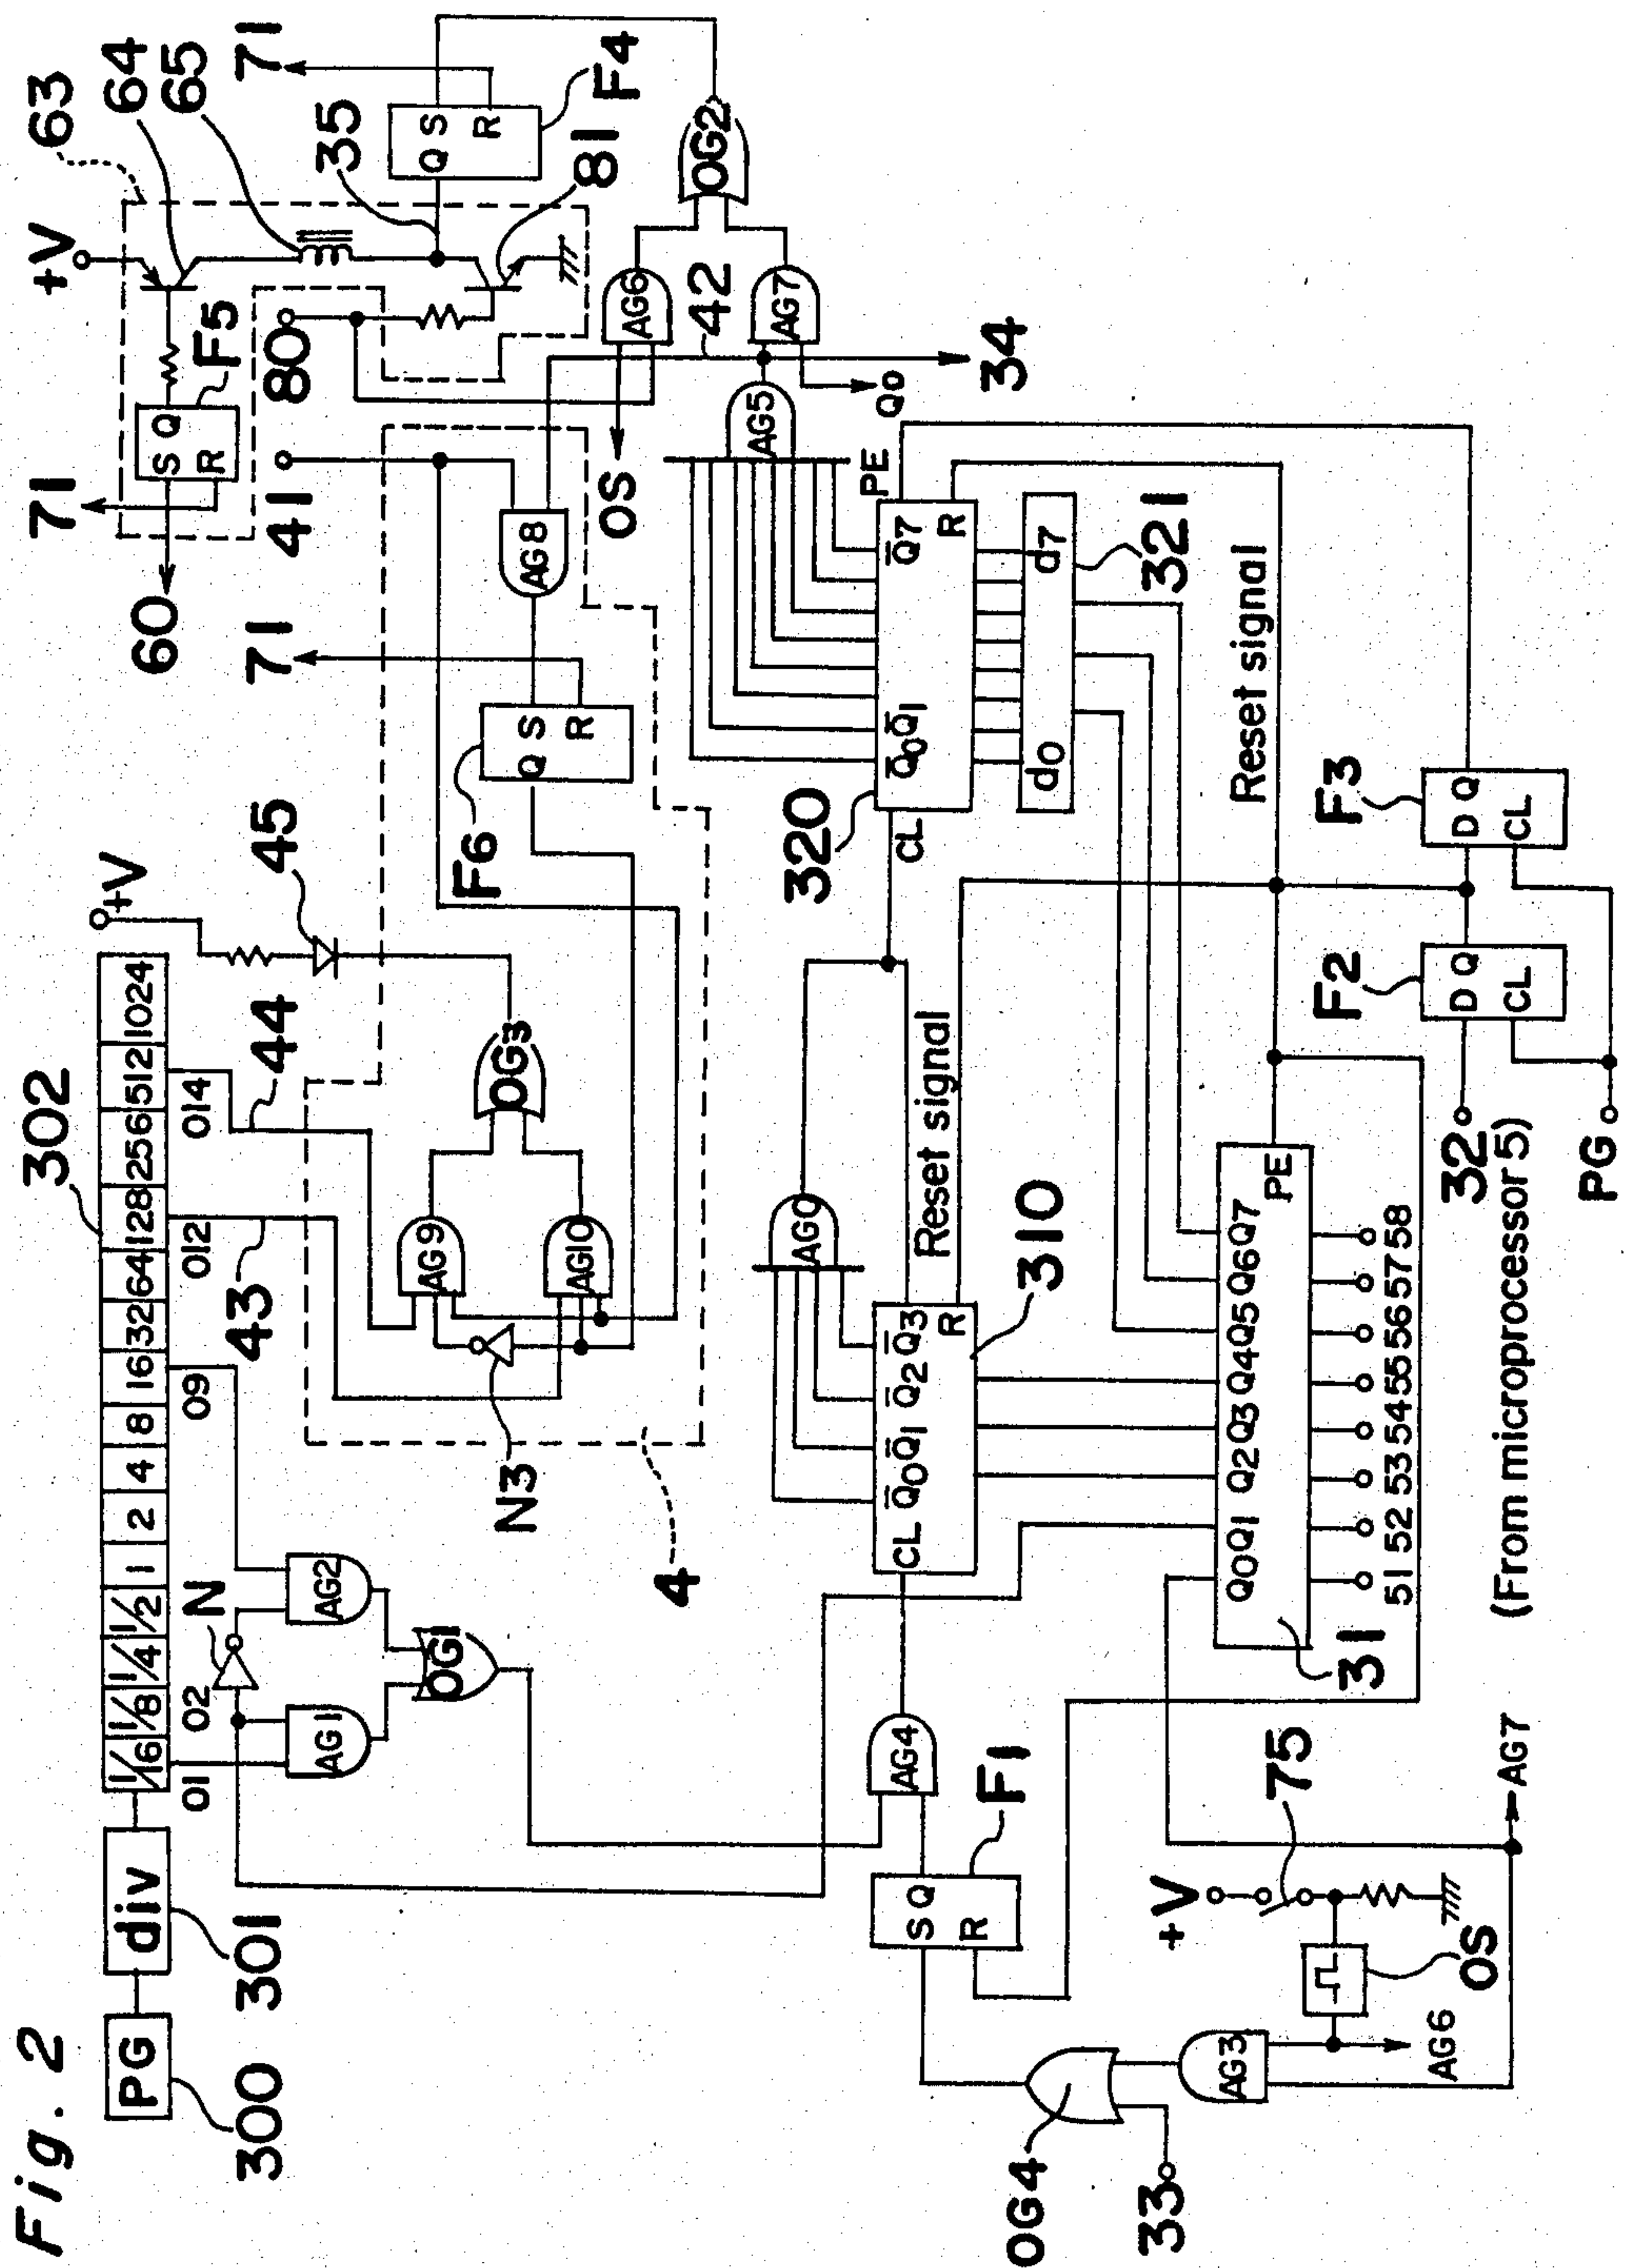 Fig. 2
PG
300
div
301
1/16 1/8 1/4 1/2 1 2 4 8 16 32 64 128 256 512 1024
302
01
02
09
012
014
43
44
+V
45
N
AG1
AG2
OG1
N3
4
AG9
AG10
OG3
F6
Q S
R
71
AG8
41
60
71
S Q
R
F5
+V
63
64
65
80
35
81
71
Q S
R
F4
OS
AG6
42
AG7
OG2
Q0
34
AG5
PE
Q̅0 Q̅1 Q̅7
R
CL
320
d0 d7
321
AG0
Reset signal
CL Q̅0 Q̅1 Q̅2 Q̅3
R
310
Reset signal
AG4
S Q
R
F1
Q0 Q1 Q2 Q3 Q4 Q5 Q6 Q7
PE
31
51 52 53 54 55 56 57 58
F2
D Q
CL
F3
D Q
CL
32
(From microprocessor 5)
PG
OG4
33
AG3
AG6
OS
+V
75
AG7